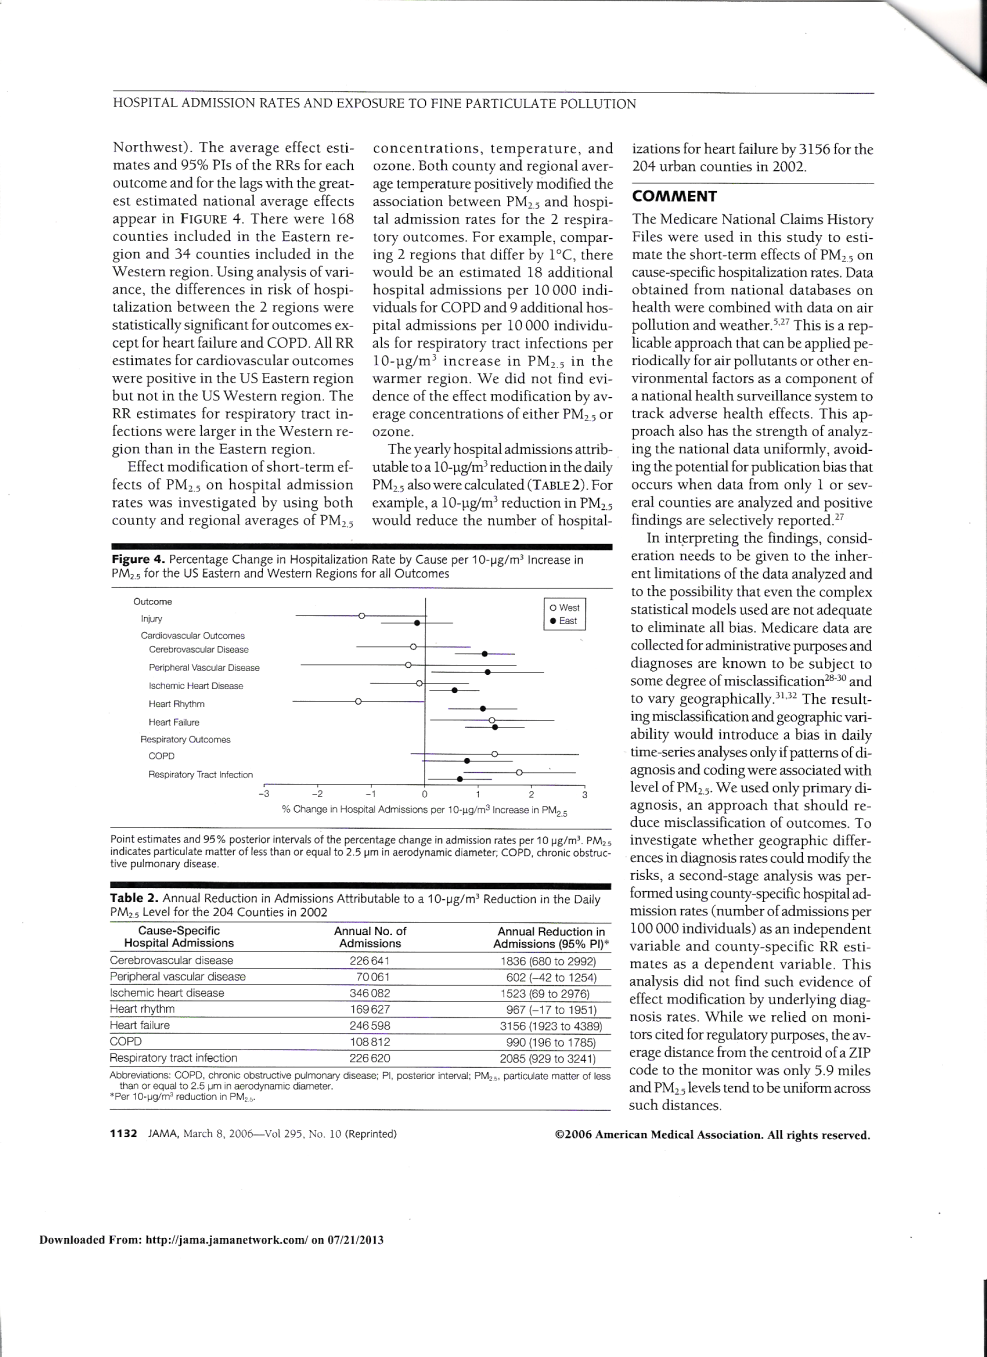 HOSPITAL ADMISSION RATES AND EXPOSURE TO FINE PARTICULATE POLLUTION
Northwest). The average effect esti-
mates and 95% PIs of the RRs for each
outcome and for the lags with the great-
est estimated national average effects
appear in FIGURE 4. There were 168
counties included in the Eastern re-
gion and 34 counties included in the
Western region. Using analysis of vari-
ance, the differences in risk of hospi-
talization between the 2 regions were
statistically significant for outcomes ex-
cept for heart failure and COPD. All RR
estimates for cardiovascular outcomes
were positive in the US Eastern region
but not in the US Western region. The
RR estimates for respiratory tract in-
fections were larger in the Western re-
gion than in the Eastern region.
Effect modification of short-term ef-
fects of PM2.5 on hospital admission
rates was investigated by using both
county and regional averages of PM2.5
concentrations, temperature, and
ozone. Both county and regional aver-
age temperature positively modified the
association between PM2.5 and hospi-
tal admission rates for the 2 respira-
tory outcomes. For example, compar-
ing 2 regions that differ by 1°C, there
would be an estimated 18 additional
hospital admissions per 10 000 indi-
viduals for COPD and 9 additional hos-
pital admissions per 10 000 individu-
als for respiratory tract infections per
10-µg/m³ increase in PM2.5 in the
warmer region. We did not find evi-
dence of the effect modification by av-
erage concentrations of either PM2.5 or
ozone.
The yearly hospital admissions attrib-
utable to a 10-µg/m³ reduction in the daily
PM2.5 also were calculated (TABLE 2). For
example, a 10-µg/m³ reduction in PM2.5
would reduce the number of hospital-
izations for heart failure by 3156 for the
204 urban counties in 2002.
COMMENT
The Medicare National Claims History
Files were used in this study to esti-
mate the short-term effects of PM2.5 on
cause-specific hospitalization rates. Data
obtained from national databases on
health were combined with data on air
pollution and weather.5,27 This is a rep-
licable approach that can be applied pe-
riodically for air pollutants or other en-
vironmental factors as a component of
a national health surveillance system to
track adverse health effects. This ap-
proach also has the strength of analyz-
ing the national data uniformly, avoid-
ing the potential for publication bias that
occurs when data from only 1 or sev-
eral counties are analyzed and positive
findings are selectively reported.27
In interpreting the findings, consid-
eration needs to be given to the inher-
ent limitations of the data analyzed and
to the possibility that even the complex
statistical models used are not adequate
to eliminate all bias. Medicare data are
collected for administrative purposes and
diagnoses are known to be subject to
some degree of misclassification28-30 and
to vary geographically.31,32 The result-
ing misclassification and geographic vari-
ability would introduce a bias in daily
time-series analyses only if patterns of di-
agnosis and coding were associated with
level of PM2.5. We used only primary di-
agnosis, an approach that should re-
duce misclassification of outcomes. To
investigate whether geographic differ-
ences in diagnosis rates could modify the
risks, a second-stage analysis was per-
formed using county-specific hospital ad-
mission rates (number of admissions per
100 000 individuals) as an independent
variable and county-specific RR esti-
mates as a dependent variable. This
analysis did not find such evidence of
effect modification by underlying diag-
nosis rates. While we relied on moni-
tors cited for regulatory purposes, the av-
erage distance from the centroid of a ZIP
code to the monitor was only 5.9 miles
and PM2.5 levels tend to be uniform across
such distances.
Figure 4. Percentage Change in Hospitalization Rate by Cause per 10-µg/m³ Increase in
PM2.5 for the US Eastern and Western Regions for all Outcomes
Outcome
Injury
Cardiovascular Outcomes
Cerebrovascular Disease
Peripheral Vascular Disease
Ischemic Heart Disease
Heart Rhythm
Heart Failure
Respiratory Outcomes
COPD
Respiratory Tract Infection
West
East
-3 -2 -1 0 1 2 3
% Change in Hospital Admissions per 10-µg/m³ Increase in PM2.5
Point estimates and 95% posterior intervals of the percentage change in admission rates per 10 µg/m³. PM2.5
indicates particulate matter of less than or equal to 2.5 µm in aerodynamic diameter; COPD, chronic obstruc-
tive pulmonary disease.
Table 2. Annual Reduction in Admissions Attributable to a 10-µg/m³ Reduction in the Daily
PM2.5 Level for the 204 Counties in 2002
Cause-Specific Annual No. of Annual Reduction in
Hospital Admissions Admissions Admissions (95% PI)*
Cerebrovascular disease 226 641 1836 (680 to 2992)
Peripheral vascular disease 70 061 602 (–42 to 1254)
Ischemic heart disease 346 082 1523 (69 to 2976)
Heart rhythm 169 627 967 (–17 to 1951)
Heart failure 246 598 3156 (1923 to 4389)
COPD 108 812 990 (196 to 1785)
Respiratory tract infection 226 620 2085 (929 to 3241)
Abbreviations: COPD, chronic obstructive pulmonary disease; PI, posterior interval; PM2.5, particulate matter of less
than or equal to 2.5 µm in aerodynamic diameter.
*Per 10-µg/m³ reduction in PM2.5.
1132 JAMA, March 8, 2006—Vol 295, No. 10 (Reprinted)
©2006 American Medical Association. All rights reserved.
Downloaded From: http://jama.jamanetwork.com/ on 07/21/2013